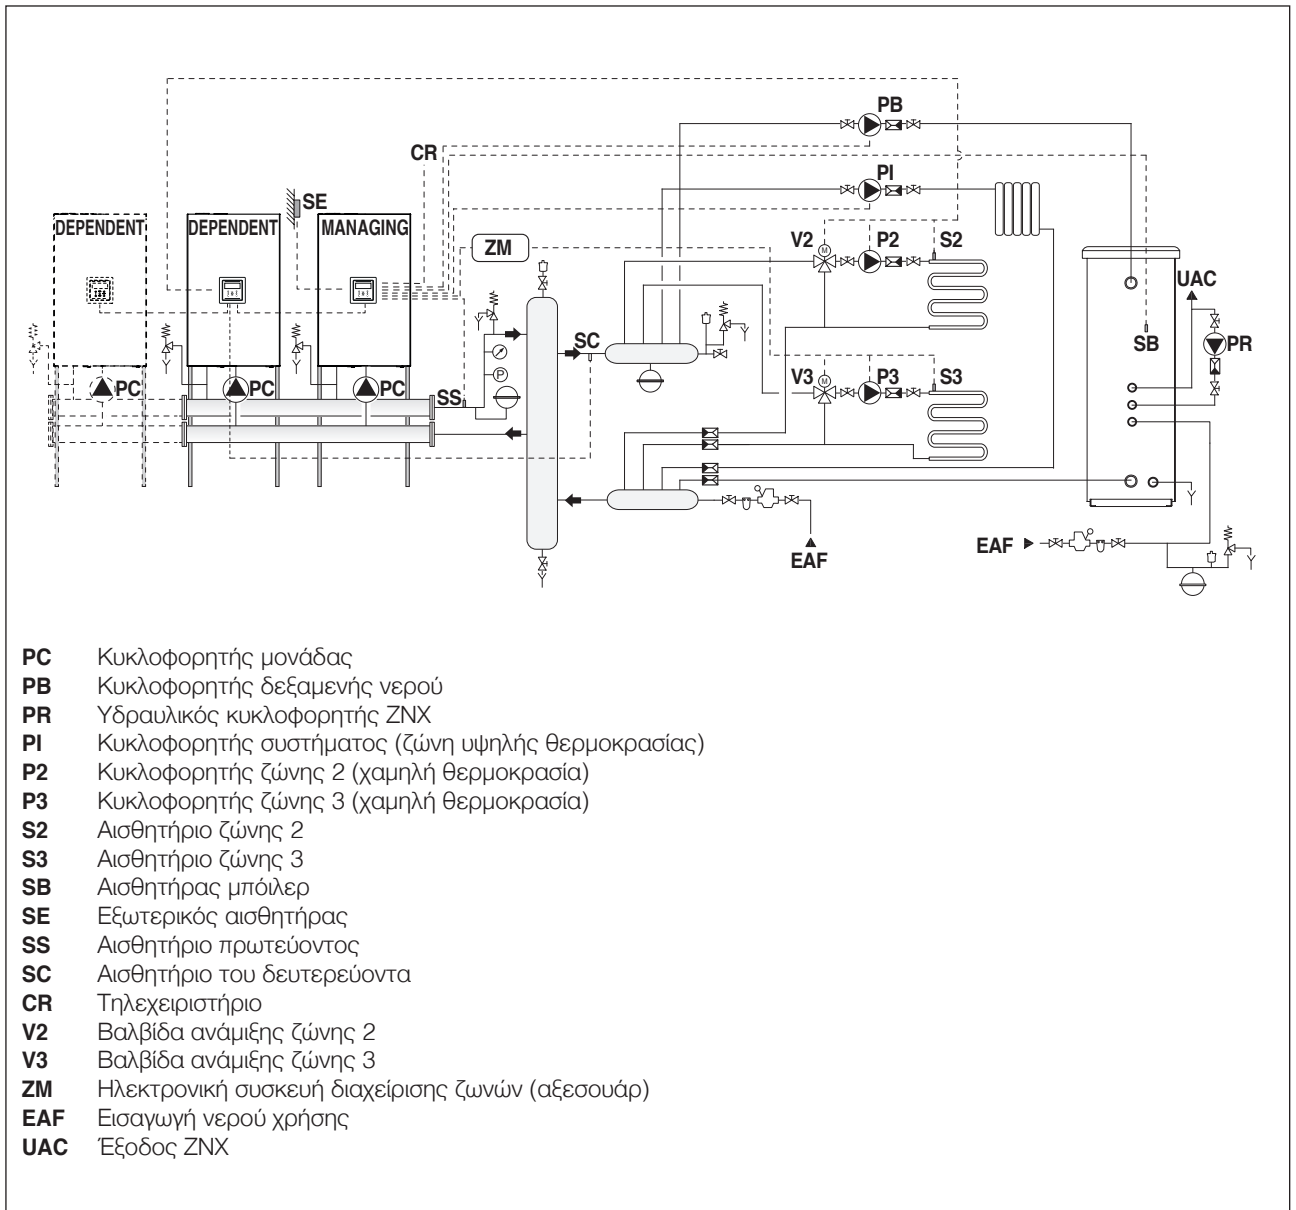 PB
CR
PI
SE
DEPENDENT DEPENDENT MANAGING
ZM
V2 M P2 S2
UAC
SC
SB PR
P
V3 M P3 S3
PC PC PC SS
EAF
EAF
PC Κυκλοφορητής μονάδας
PB Κυκλοφορητής δεξαμενής νερού
PR Υδραυλικός κυκλοφορητής ΖΝΧ
PI Κυκλοφορητής συστήματος (ζώνη υψηλής θερμοκρασίας)
P2 Κυκλοφορητής ζώνης 2 (χαμηλή θερμοκρασία)
P3 Κυκλοφορητής ζώνης 3 (χαμηλή θερμοκρασία)
S2 Αισθητήριο ζώνης 2
S3 Αισθητήριο ζώνης 3
SB Αισθητήρας μπόιλερ
SE Εξωτερικός αισθητήρας
SS Αισθητήριο πρωτεύοντος
SC Αισθητήριο του δευτερεύοντα
CR Τηλεχειριστήριο
V2 Βαλβίδα ανάμιξης ζώνης 2
V3 Βαλβίδα ανάμιξης ζώνης 3
ZM Ηλεκτρονική συσκευή διαχείρισης ζωνών (αξεσουάρ)
EAF Εισαγωγή νερού χρήσης
UAC Έξοδος ΖΝΧ